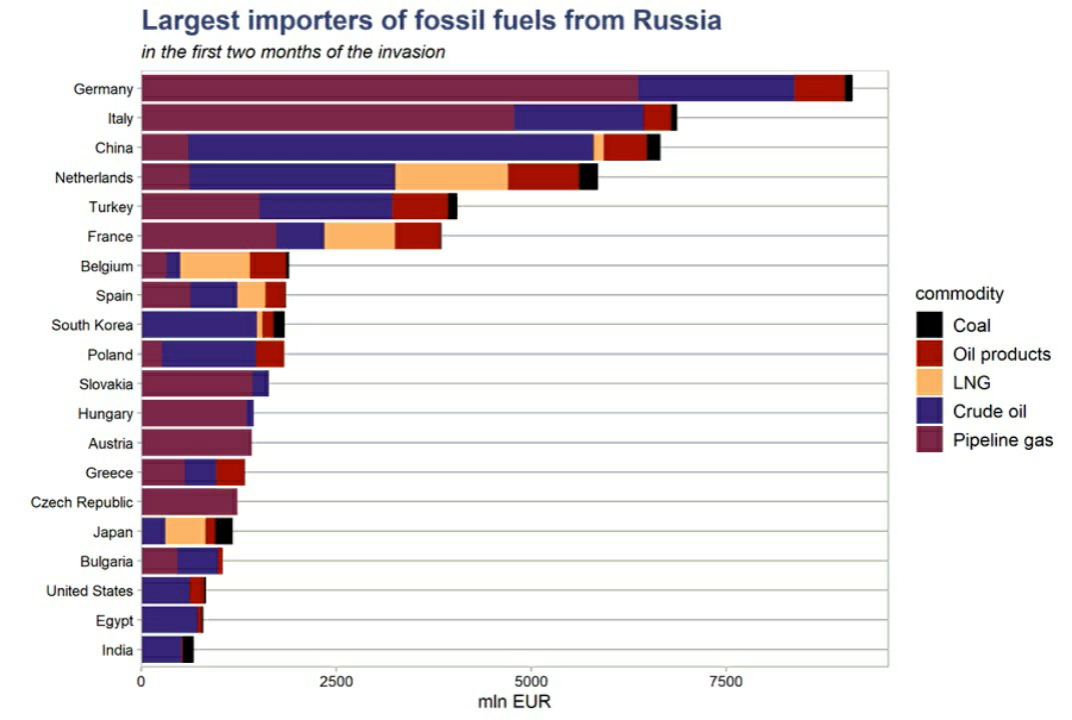 Largest importers of fossil fuels from Russia
in the first two months of the invasion
Germany
Italy
China
Netherlands
Turkey
France
Belgium
Spain
South Korea
Poland
Slovakia
Hungary
Austria
Greece
Czech Republic
Japan
Bulgaria
United States
Egypt
India
0 2500 5000 7500
mln EUR
commodity
Coal
Oil products
LNG
Crude oil
Pipeline gas